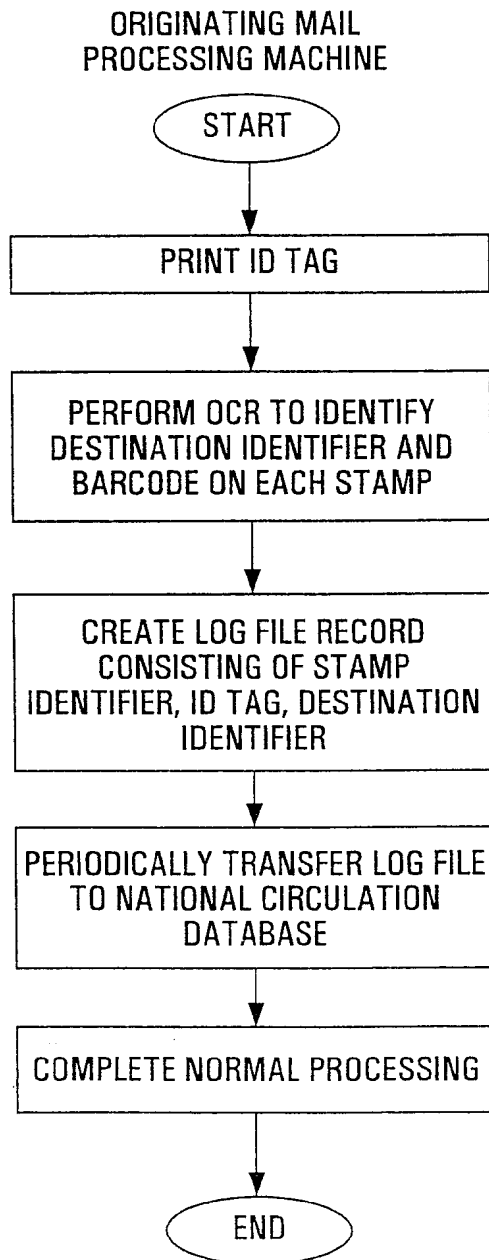 ORIGINATING MAIL
PROCESSING MACHINE
START
PRINT ID TAG
PERFORM OCR TO IDENTIFY
DESTINATION IDENTIFIER AND
BARCODE ON EACH STAMP
CREATE LOG FILE RECORD
CONSISTING OF STAMP
IDENTIFIER, ID TAG, DESTINATION
IDENTIFIER
PERIODICALLY TRANSFER LOG FILE
TO NATIONAL CIRCULATION
DATABASE
COMPLETE NORMAL PROCESSING
END